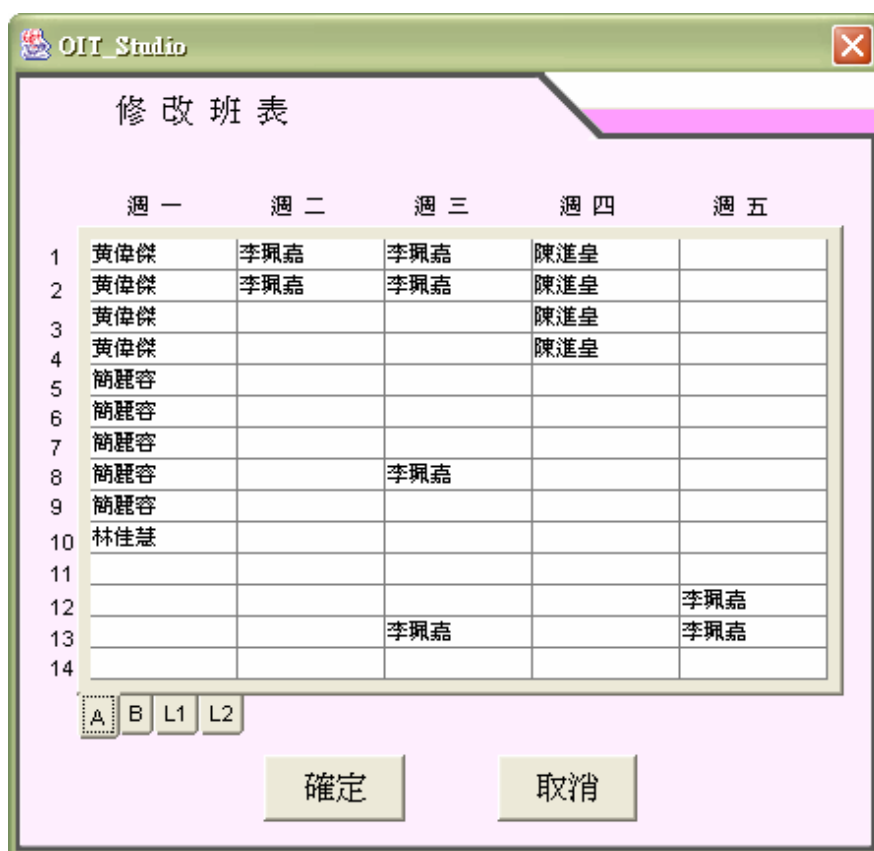 OIT_Studio
修改班表
週一 週二 週三 週四 週五
1 黄偉傑 李珮嘉 李珮嘉 陳進皇
2 黄偉傑 李珮嘉 李珮嘉 陳進皇
3 黄偉傑 陳進皇
4 黄偉傑 陳進皇
5 簡麗容
6 簡麗容
7 簡麗容
8 簡麗容 李珮嘉
9 簡麗容
10 林佳慧
11
12 李珮嘉
13 李珮嘉 李珮嘉
14
A B L1 L2
確定 取消